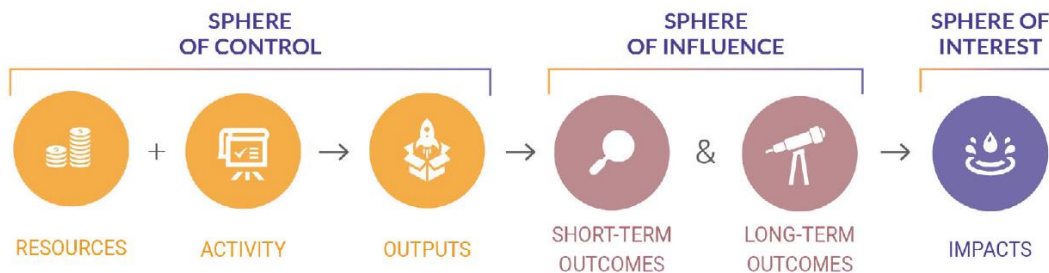 SPHERE
OF CONTROL
SPHERE
OF INFLUENCE
SPHERE OF
INTEREST
+
→
→
&
→
RESOURCES
ACTIVITY
OUTPUTS
SHORT-TERM
OUTCOMES
LONG-TERM
OUTCOMES
IMPACTS